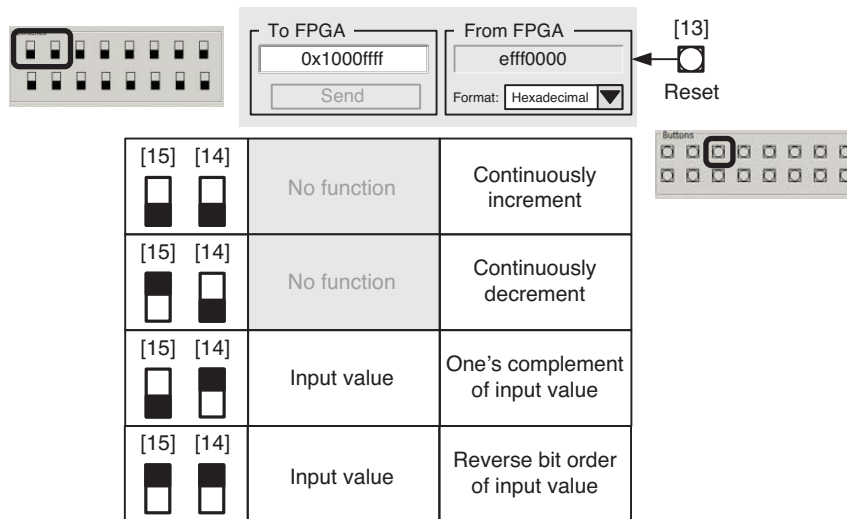 To FPGA
0x1000ffff
Send
From FPGA
efff0000
Format: Hexadecimal
[13]
Reset
Buttons
[15] [14]
No function
Continuously
increment
[15] [14]
No function
Continuously
decrement
[15] [14]
Input value
One's complement
of input value
[15] [14]
Input value
Reverse bit order
of input value